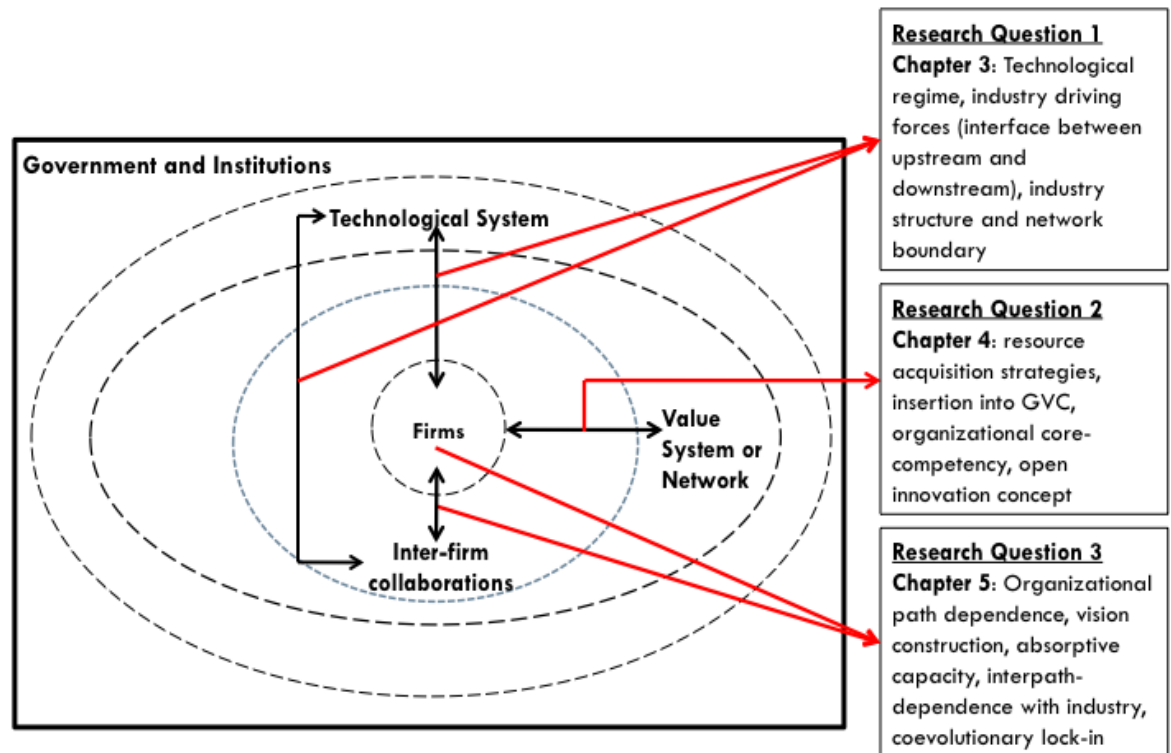 Government and Institutions
Technological System
Firms
Value
System or
Network
Inter-firm
collaborations
Research Question 1
Chapter 3: Technological
regime, industry driving
forces (interface between
upstream and
downstream), industry
structure and network
boundary
Research Question 2
Chapter 4: resource
acquisition strategies,
insertion into GVC,
organizational core-
competency, open
innovation concept
Research Question 3
Chapter 5: Organizational
path dependence, vision
construction, absorptive
capacity, interpath-
dependence with industry,
coevolutionary lock-in